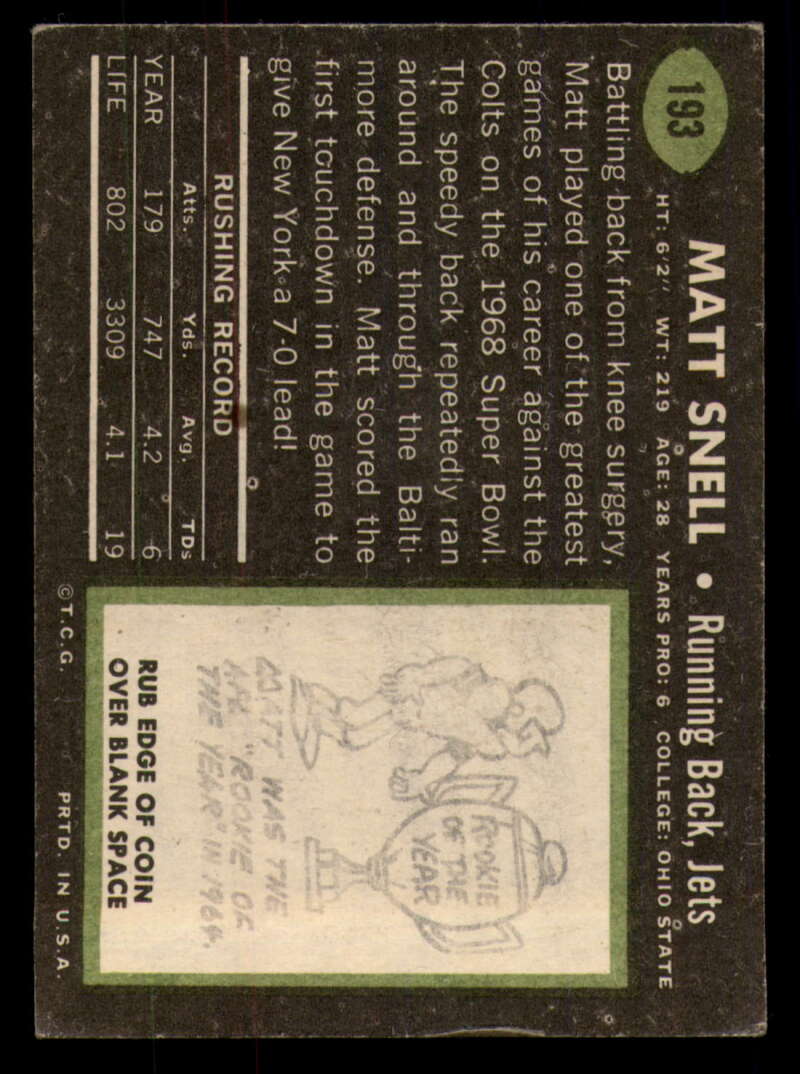 193
MATT SNELL • Running Back, Jets
HT: 6'2" WT: 219 AGE: 28 YEARS PRO: 6 COLLEGE: OHIO STATE
Battling back from knee surgery,
Matt played one of the greatest
games of his career against the
Colts on the 1968 Super Bowl.
The speedy back repeatedly ran
around and through the Balti-
more defense. Matt scored the
first touchdown in the game to
give New York a 7-0 lead!
RUSHING RECORD
Atts. Yds. Avg. TDs
YEAR 179 747 4.2 6
LIFE 802 3309 4.1 19
ROOKIE
OF THE
YEAR
MATT WAS THE
AFL "ROOKIE OF
THE YEAR" IN 1964.
RUB EDGE OF COIN
OVER BLANK SPACE
©T.C.G. PRTD. IN U.S.A.